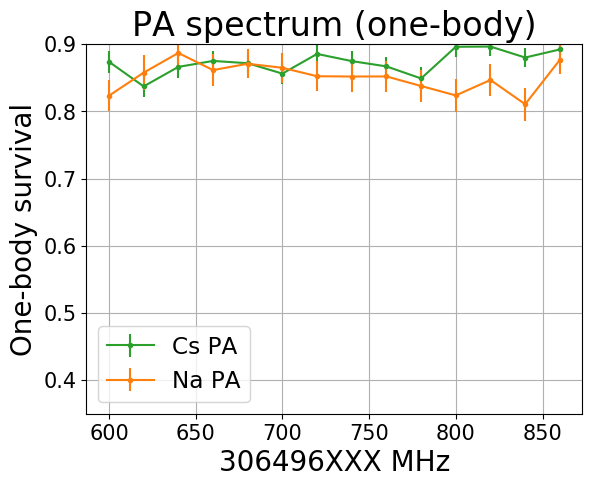 PA spectrum (one-body)
One-body survival
0.9
0.8
0.7
0.6
0.5
0.4
Cs PA
Na PA
600 650 700 750 800 850
306496XXX MHz